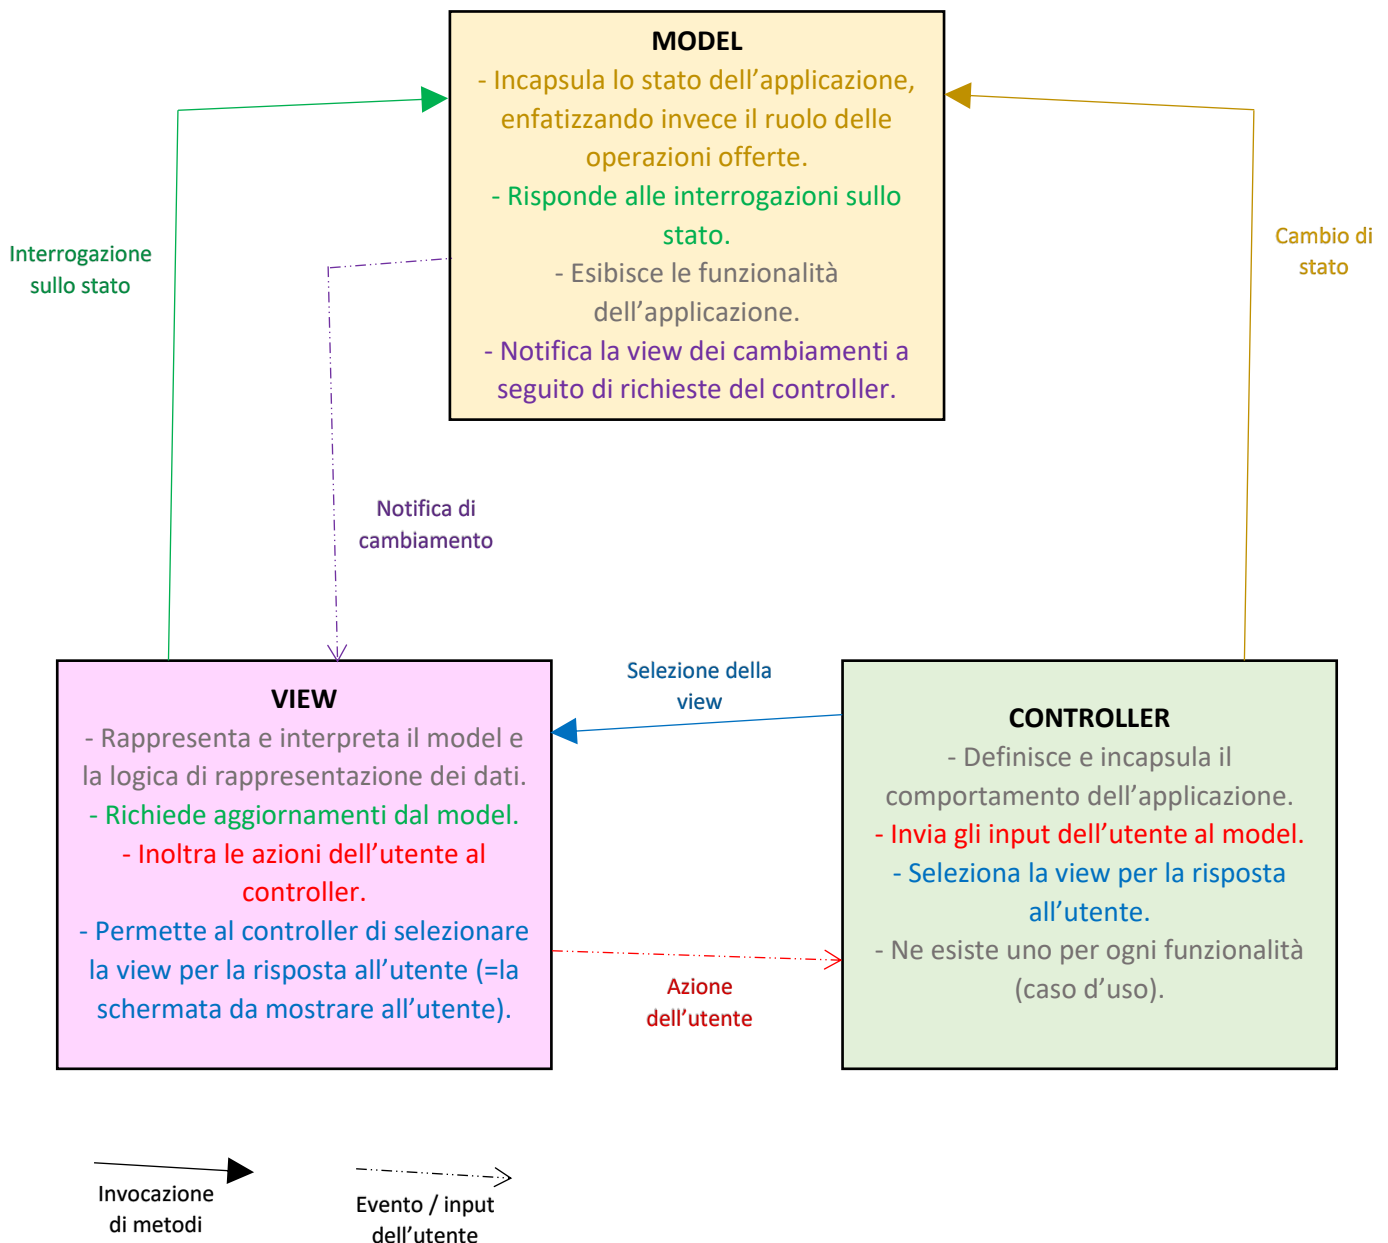 MODEL
- Incapsula lo stato dell’applicazione,
enfatizzando invece il ruolo delle
operazioni offerte.
- Risponde alle interrogazioni sullo
stato.
- Esibisce le funzionalità
dell’applicazione.
- Notifica la view dei cambiamenti a
seguito di richieste del controller.
Interrogazione
sullo stato
Cambio di
stato
Notifica di
cambiamento
Selezione della
view
VIEW
- Rappresenta e interpreta il model e
la logica di rappresentazione dei dati.
- Richiede aggiornamenti dal model.
- Inoltra le azioni dell’utente al
controller.
- Permette al controller di selezionare
la view per la risposta all’utente (=la
schermata da mostrare all’utente).
CONTROLLER
- Definisce e incapsula il
comportamento dell’applicazione.
- Invia gli input dell’utente al model.
- Seleziona la view per la risposta
all’utente.
- Ne esiste uno per ogni funzionalità
(caso d’uso).
Azione
dell’utente
Invocazione
di metodi
Evento / input
dell’utente